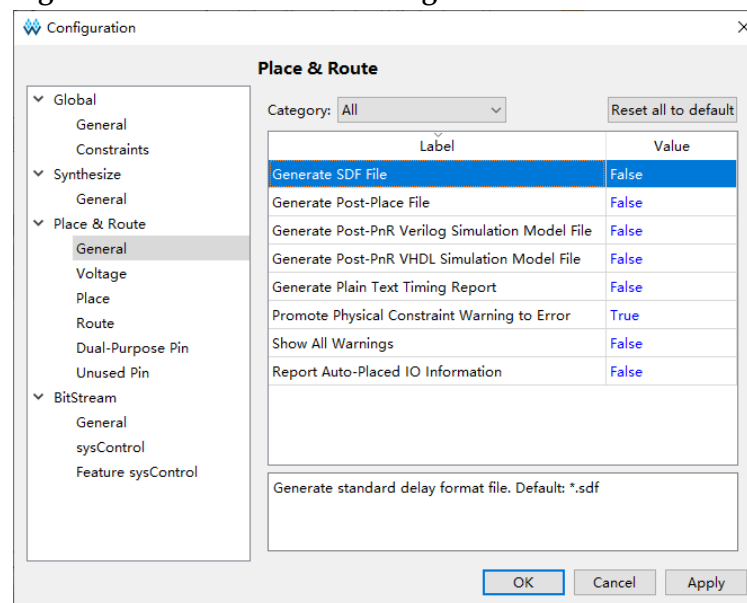 Configuration
Place & Route
Global
General
Constraints
Synthesize
General
Place & Route
General
Voltage
Place
Route
Dual-Purpose Pin
Unused Pin
BitStream
General
sysControl
Feature sysControl
Category: All
Reset all to default
Label Value
Generate SDF File False
Generate Post-Place File False
Generate Post-PnR Verilog Simulation Model File False
Generate Post-PnR VHDL Simulation Model File False
Generate Plain Text Timing Report False
Promote Physical Constraint Warning to Error True
Show All Warnings False
Report Auto-Placed IO Information False
Generate standard delay format file. Default: *.sdf
OK Cancel Apply